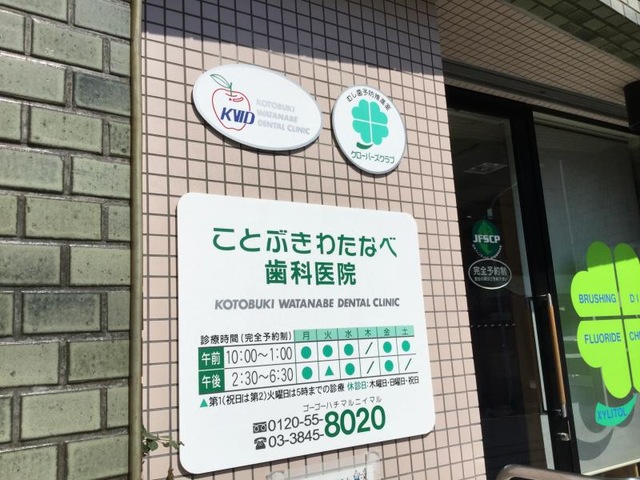 KWD
KOTOBUKI
WATANABE
DENTAL CLINIC
むし歯予防推進室
クローバーズクラブ
ことぶきわたなべ
歯科医院
KOTOBUKI WATANABE DENTAL CLINIC
診療時間(完全予約制) 月 火 水 木 金 土
午前 10:00〜1:00 ● ● ● / ● ●
午後 2:30〜6:30 ● ▲ ● / ● ●
▲第1(祝日は第2)火曜日は5時までの診療 休診日:木曜日・日曜日・祝日
ゴーゴーハチマルニイマル
0120-55-8020
03-3845-
JFSCP
完全予約制
BRUSHING
DI
FLUORIDE
CH
XYLITOL